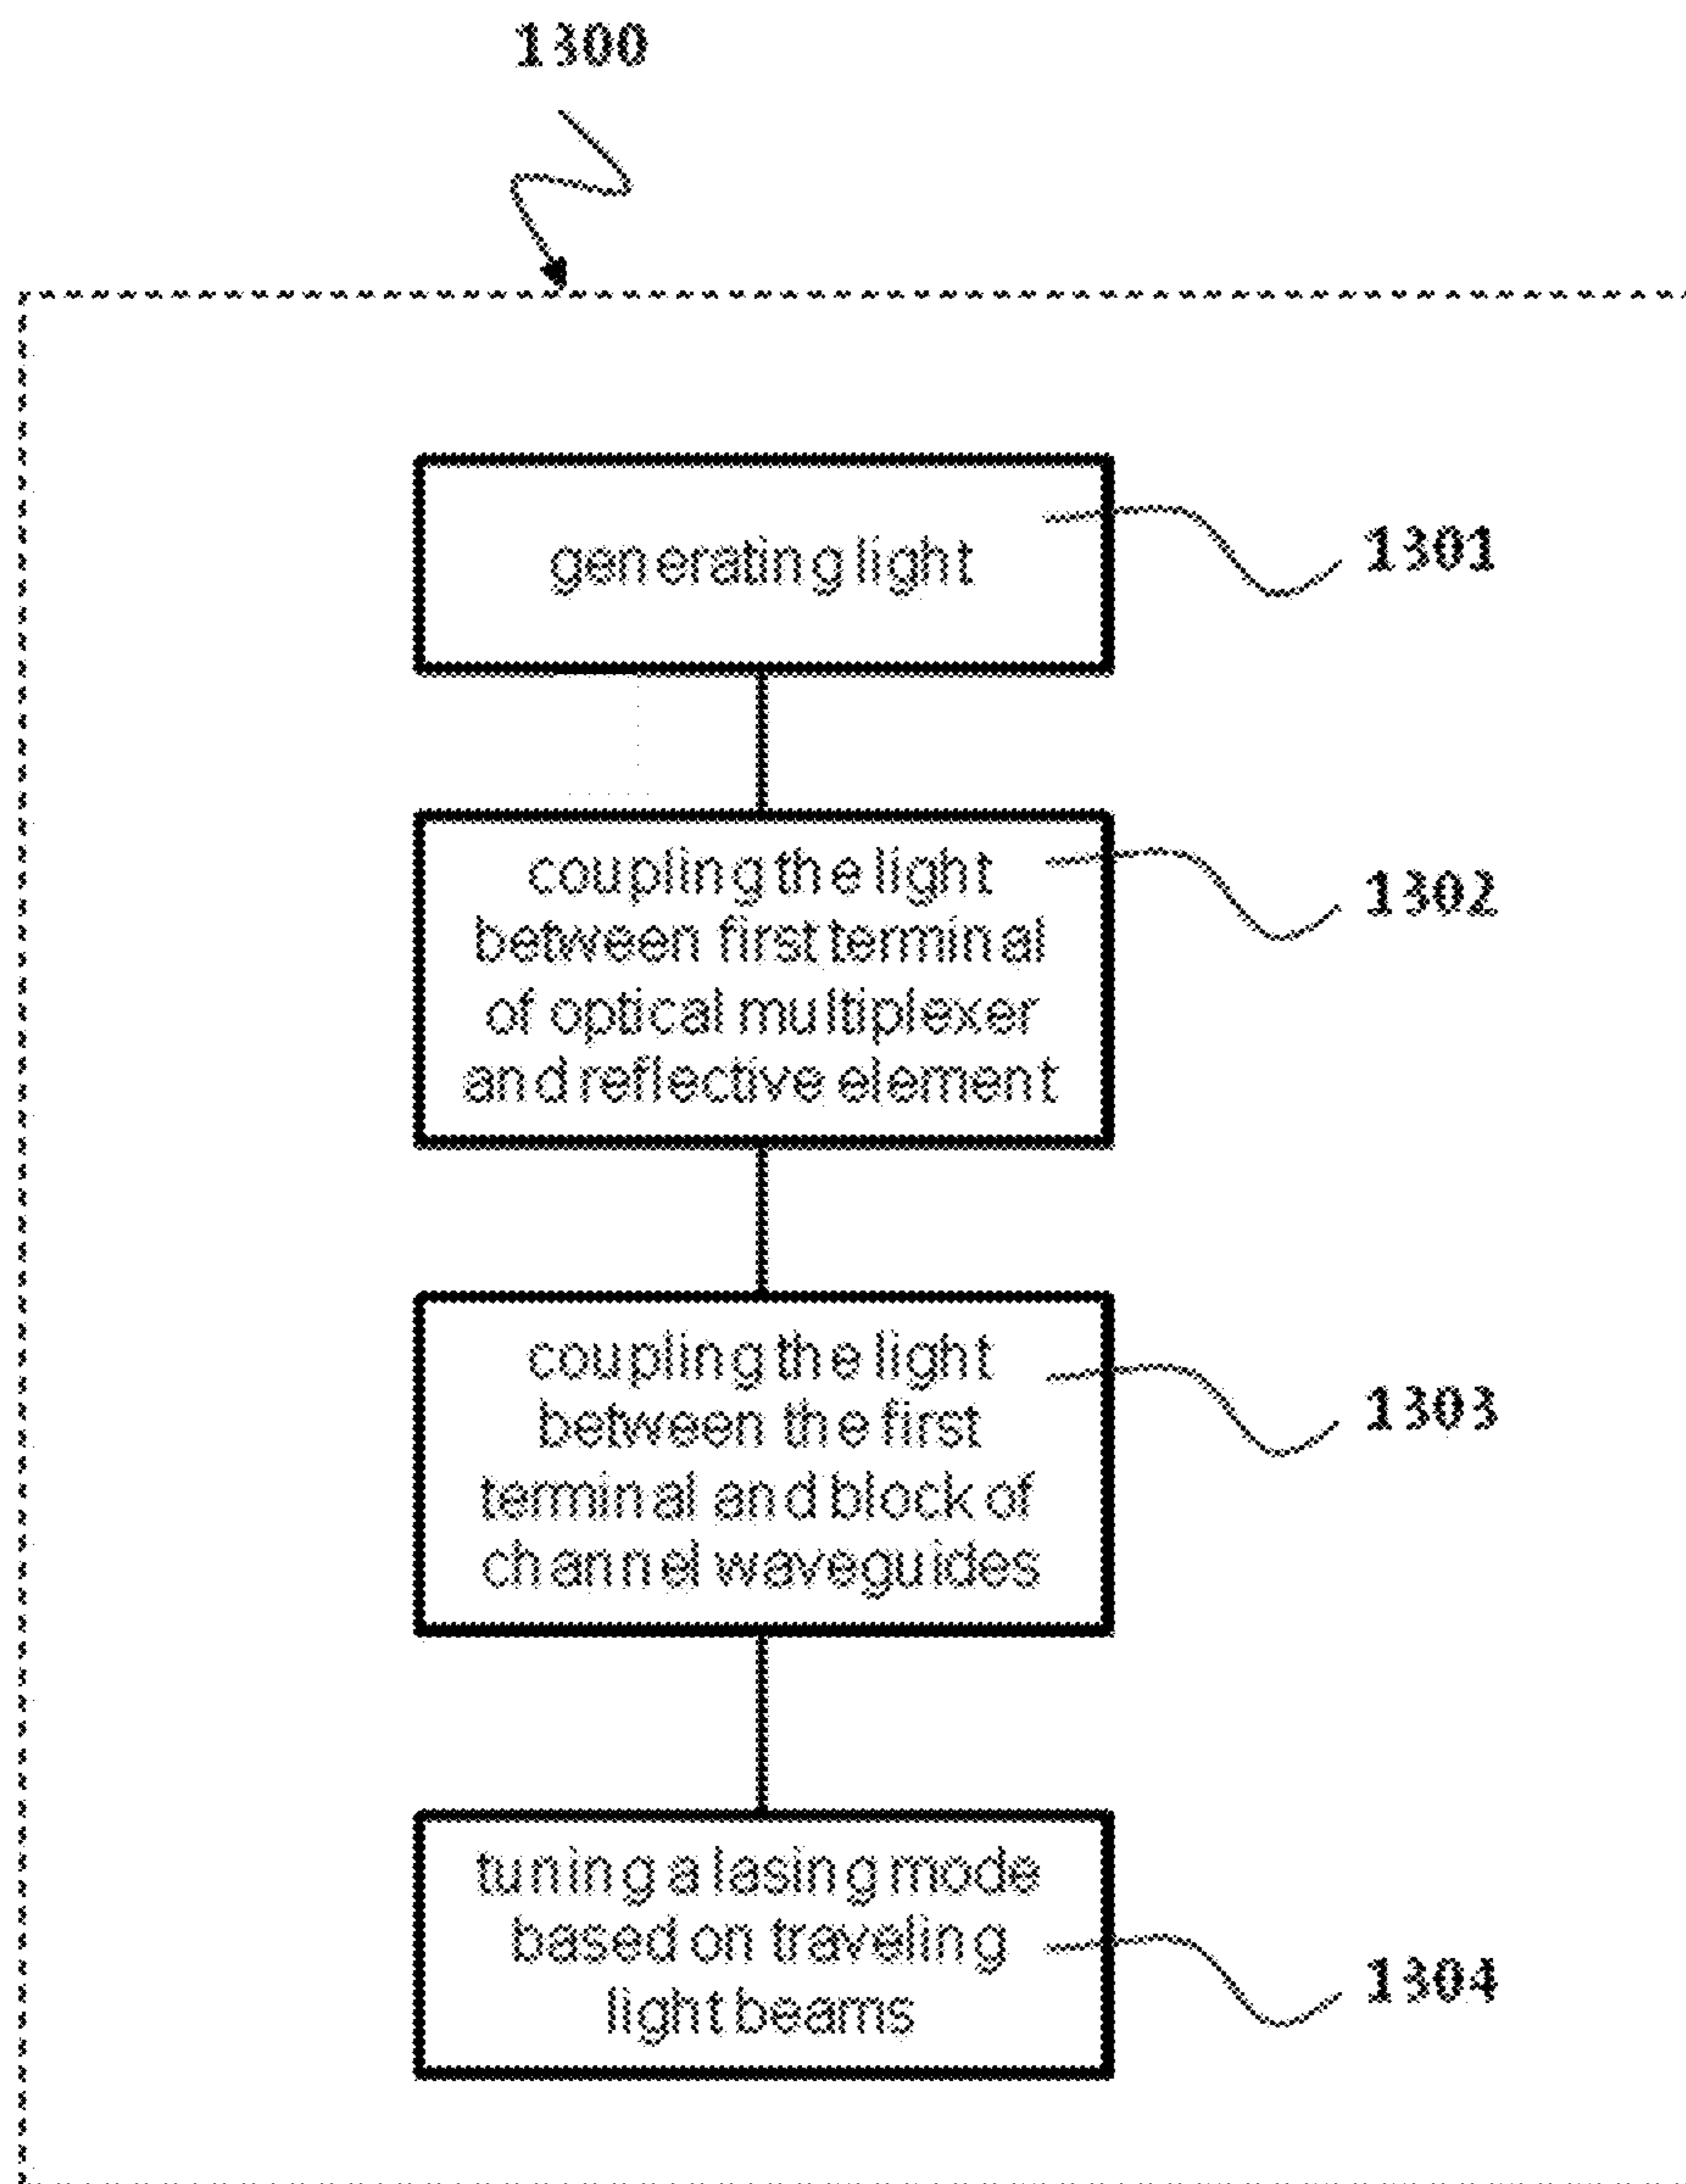 1300
generating light
1301
coupling the light
between first terminal
of optical multiplexer
and reflective element
1302
coupling the light
between the first
terminal and block of
channel waveguides
1303
tuning a lasing mode
based on traveling
light beams
1304